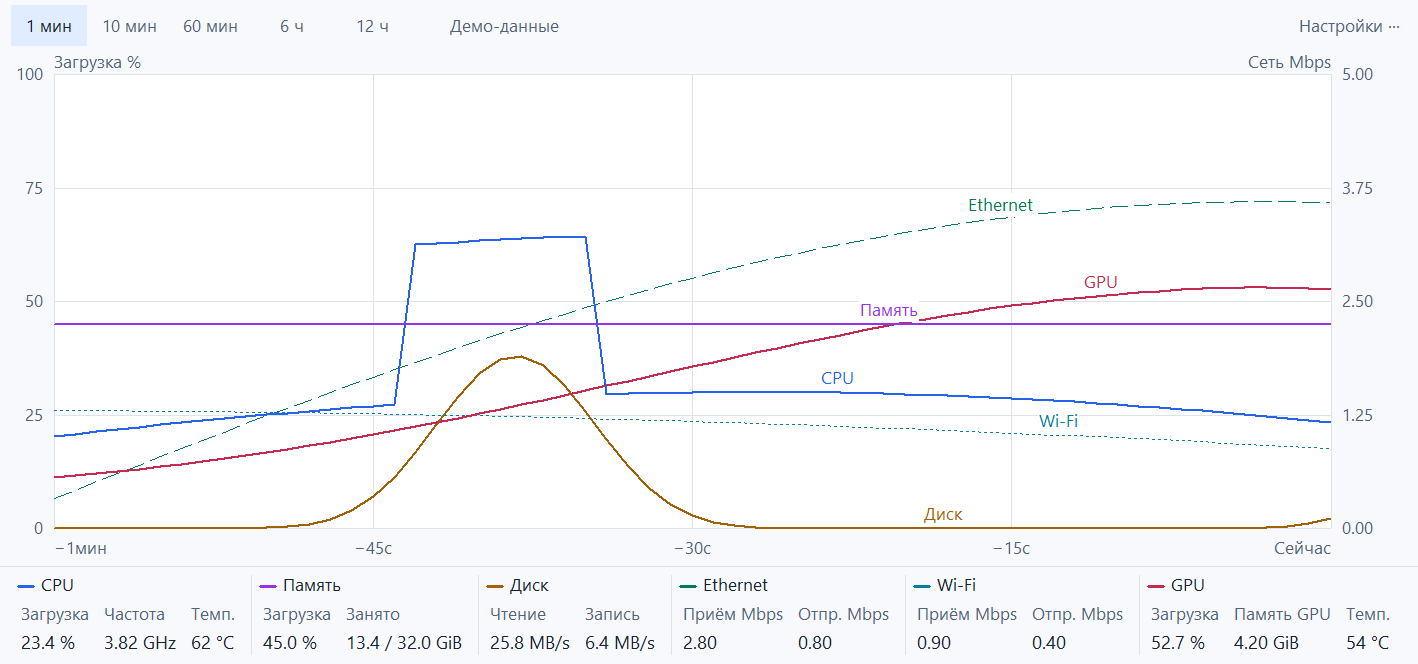 1 мин 10 мин 60 мин 6 ч 12 ч Демо-данные Настройки ···
Загрузка % Сеть Mbps
100 5.00
75 3.75
Ethernet
GPU
50 2.50
Память
CPU
25 1.25
Wi-Fi
Диск
0 0.00
−1мин −45с −30с −15с Сейчас
CPU Память Диск Ethernet Wi-Fi GPU
Загрузка Частота Темп. Загрузка Занято Чтение Запись Приём Mbps Отпр. Mbps Приём Mbps Отпр. Mbps Загрузка Память GPU Темп.
23.4 % 3.82 GHz 62 °C 45.0 % 13.4 / 32.0 GiB 25.8 MB/s 6.4 MB/s 2.80 0.80 0.90 0.40 52.7 % 4.20 GiB 54 °C